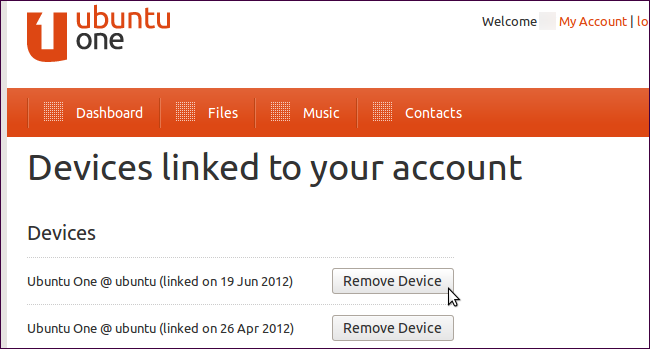 ubuntu
one
Welcome My Account | lo
Dashboard Files Music Contacts
Devices linked to your account
Devices
Ubuntu One @ ubuntu (linked on 19 Jun 2012) Remove Device
Ubuntu One @ ubuntu (linked on 26 Apr 2012) Remove Device